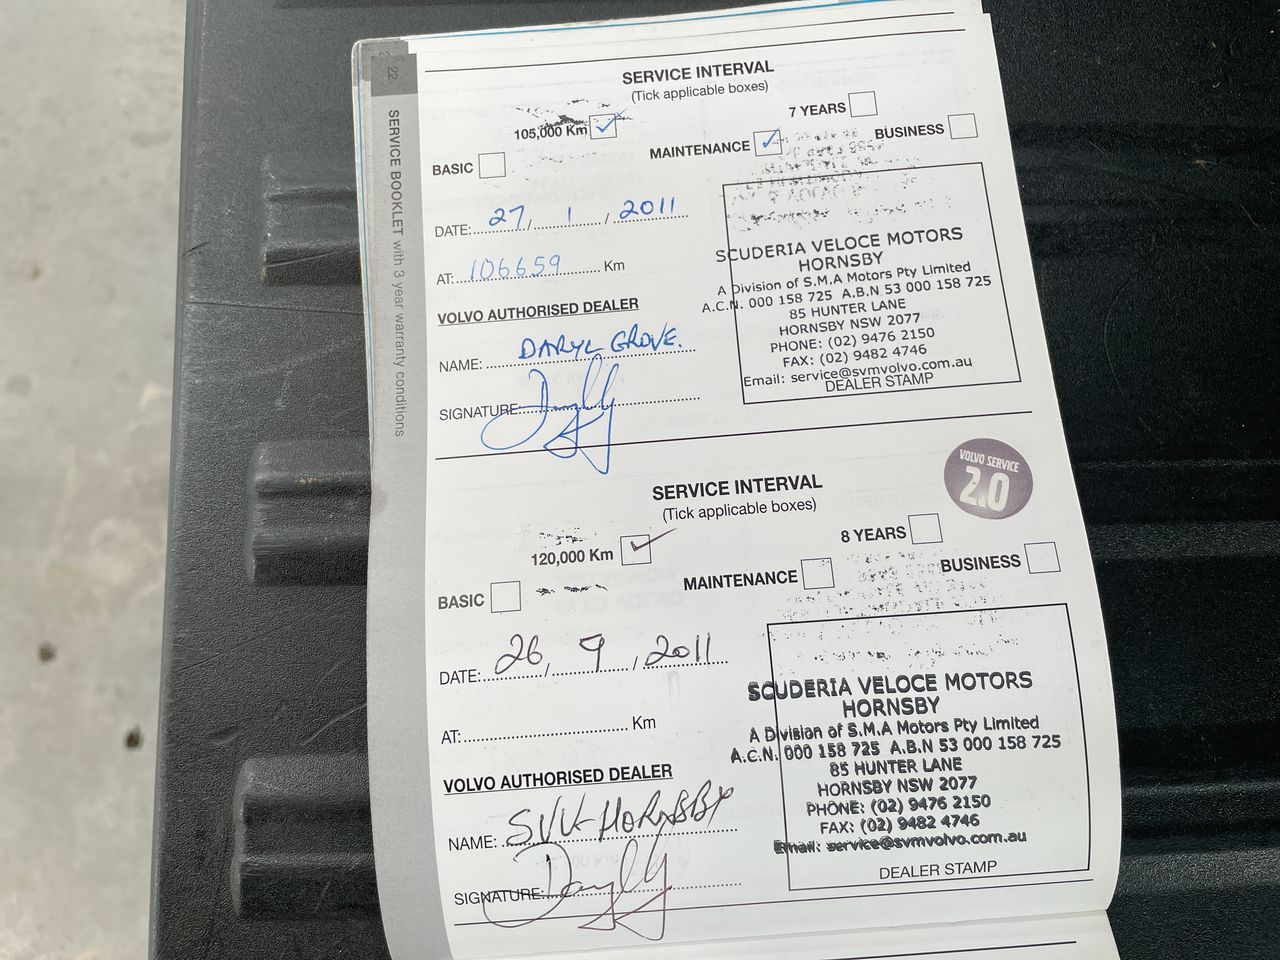 22
SERVICE BOOKLET with 3 year warranty conditions
SERVICE INTERVAL
(Tick applicable boxes)
105,000 Km
7 YEARS
BASIC
MAINTENANCE
BUSINESS
DATE: 27 / 1 / 2011
AT: 106659 Km
VOLVO AUTHORISED DEALER
NAME: DARYL GROVE.
SIGNATURE:
SCUDERIA VELOCE MOTORS
HORNSBY
A Division of S.M.A Motors Pty Limited
A.C.N. 000 158 725 A.B.N 53 000 158 725
85 HUNTER LANE
HORNSBY NSW 2077
PHONE: (02) 9476 2150
FAX: (02) 9482 4746
Email: service@svmvolvo.com.au
DEALER STAMP
VOLVO SERVICE
2.0
SERVICE INTERVAL
(Tick applicable boxes)
120,000 Km
8 YEARS
BASIC
MAINTENANCE
BUSINESS
DATE: 26 / 9 / 2011
AT: Km
VOLVO AUTHORISED DEALER
NAME: HORNSBY
SIGNATURE:
SCUDERIA VELOCE MOTORS
HORNSBY
A Division of S.M.A Motors Pty Limited
A.C.N. 000 158 725 A.B.N 53 000 158 725
85 HUNTER LANE
HORNSBY NSW 2077
PHONE: (02) 9476 2150
FAX: (02) 9482 4746
Email: service@svmvolvo.com.au
DEALER STAMP